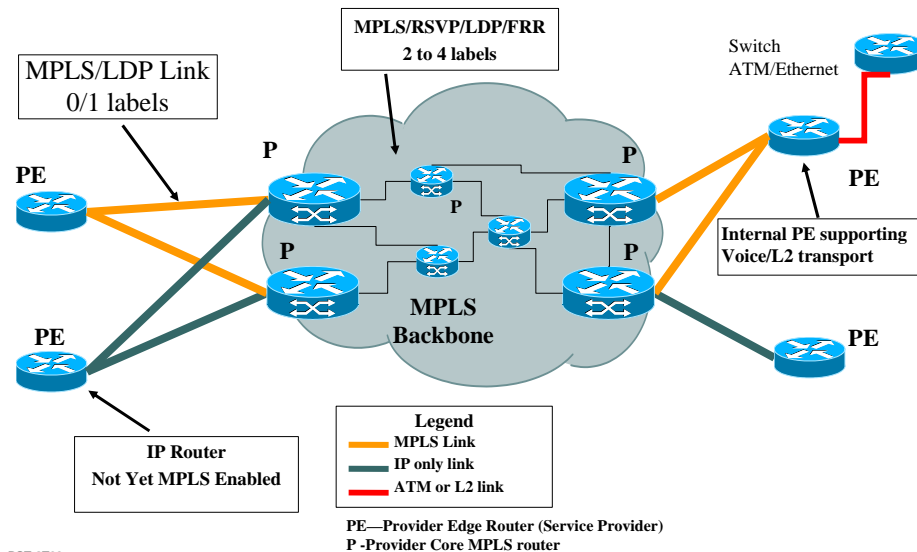 MPLS/RSVP/LDP/FRR
2 to 4 labels
Switch
ATM/Ethernet
MPLS/LDP Link
0/1 labels
P
P
PE
PE
P
Internal PE supporting
Voice/L2 transport
P
P
MPLS
Backbone
PE
PE
IP Router
Not Yet MPLS Enabled
Legend
MPLS Link
IP only link
ATM or L2 link
PE—Provider Edge Router (Service Provider)
P -Provider Core MPLS router